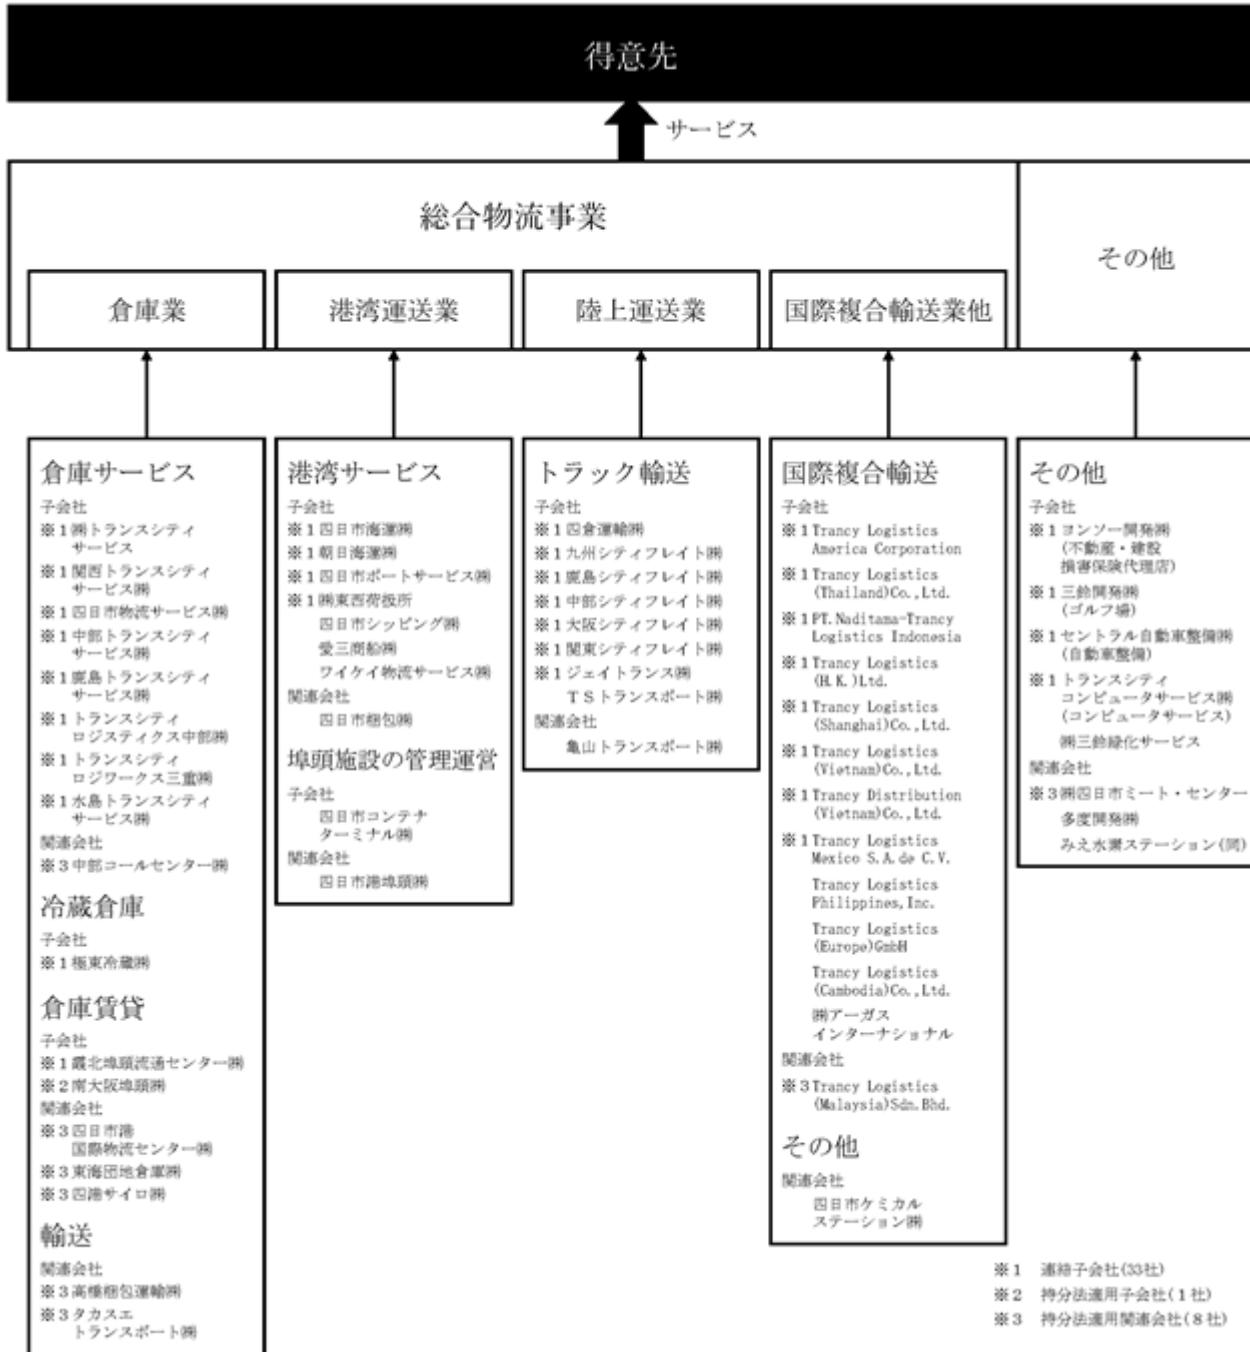 得意先
サービス
総合物流事業
その他
倉庫業
港湾運送業
陸上運送業
国際複合輸送業他
倉庫サービス
子会社
※1㈱トランスシティ
サービス
※1関西トランスシティ
サービス㈱
※1四日市物流サービス㈱
※1中部トランスシティ
サービス㈱
※1鹿島トランスシティ
サービス㈱
※1トランスシティ
ロジスティクス中部㈱
※1トランスシティ
ロジワークス三重㈱
※1水島トランスシティ
サービス㈱
関連会社
※3中部コールセンター㈱
冷蔵倉庫
子会社
※1極東冷蔵㈱
倉庫賃貸
子会社
※1霞北埠頭流通センター㈱
※2南大阪埠頭㈱
関連会社
※3四日市港
国際物流センター㈱
※3東海団地倉庫㈱
※3四港サイロ㈱
輸送
関連会社
※3高橋梱包運輸㈱
※3タカスエ
トランスポート㈱
港湾サービス
子会社
※1四日市海運㈱
※1朝日海運㈱
※1四日市ポートサービス㈱
※1㈱東西荷扱所
四日市シッピング㈱
愛三商船㈱
ワイケイ物流サービス㈱
関連会社
四日市梱包㈱
埠頭施設の管理運営
子会社
四日市コンテナ
ターミナル㈱
関連会社
四日市港埠頭㈱
トラック輸送
子会社
※1四倉運輸㈱
※1九州シティフレイト㈱
※1鹿島シティフレイト㈱
※1中部シティフレイト㈱
※1大阪シティフレイト㈱
※1関東シティフレイト㈱
※1ジェイトランス㈱
ＴＳトランスポート㈱
関連会社
亀山トランスポート㈱
国際複合輸送
子会社
※1Trancy Logistics
America Corporation
※1Trancy Logistics
(Thailand)Co.,Ltd.
※1PT.Naditama-Trancy
Logistics Indonesia
※1Trancy Logistics
(H.K.)Ltd.
※1Trancy Logistics
(Shanghai)Co.,Ltd.
※1Trancy Logistics
(Vietnam)Co.,Ltd.
※1Trancy Distribution
(Vietnam)Co.,Ltd.
※1Trancy Logistics
Mexico S.A.de C.V.
Trancy Logistics
Philippines,Inc.
Trancy Logistics
(Europe)GmbH
Trancy Logistics
(Cambodia)Co.,Ltd.
㈱アーガス
インターナショナル
関連会社
※3Trancy Logistics
(Malaysia)Sdn.Bhd.
その他
関連会社
四日市ケミカル
ステーション㈱
その他
子会社
※1ヨンソー開発㈱
(不動産・建設
損害保険代理店)
※1三鈴開発㈱
(ゴルフ場)
※1セントラル自動車整備㈱
(自動車整備)
※1トランスシティ
コンピュータサービス㈱
(コンピュータサービス)
㈱三鈴緑化サービス
関連会社
※3㈱四日市ミート・センター
多度開発㈱
みえ水素ステーション(同)
※1 連結子会社(33社)
※2 持分法適用子会社(1社)
※3 持分法適用関連会社(8社)